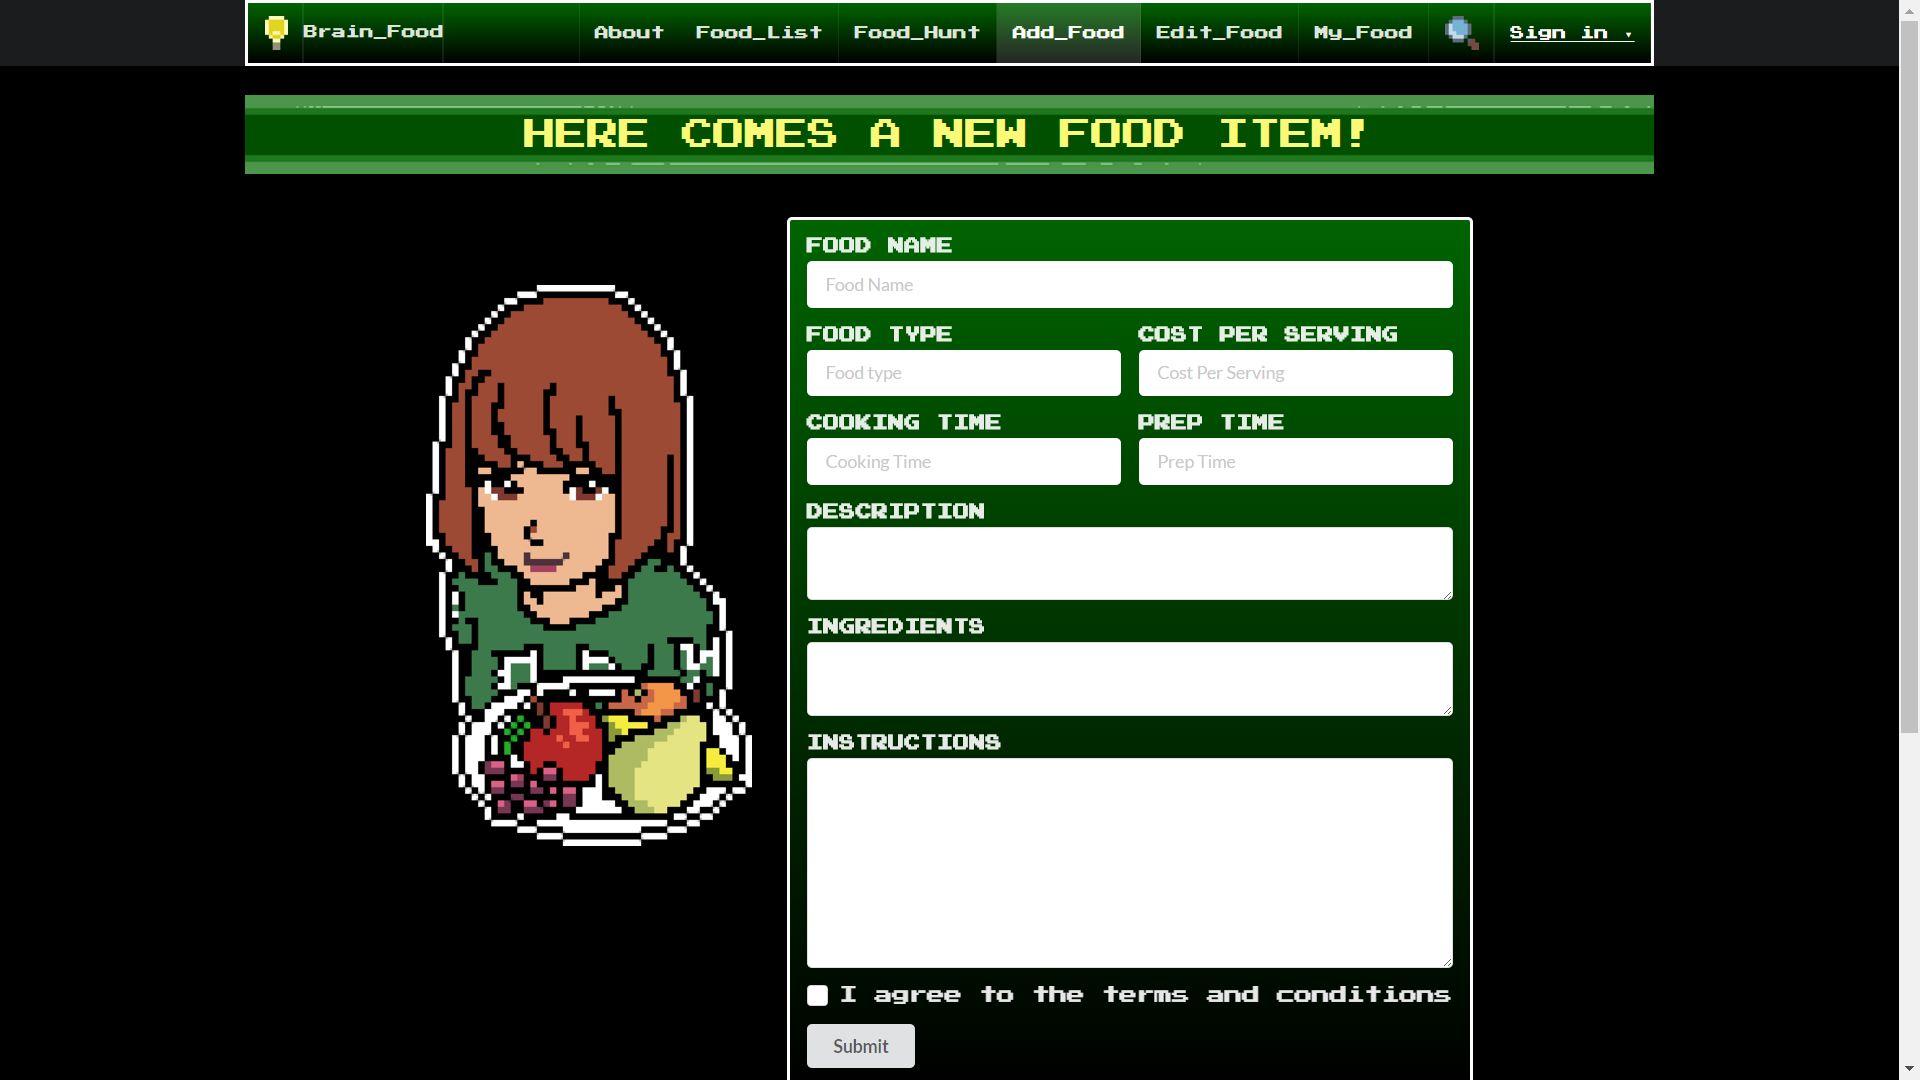 Brain_Food About Food_List Food_Hunt Add_Food Edit_Food My_Food Sign in
HERE COMES A NEW FOOD ITEM!
FOOD NAME
Food Name
FOOD TYPE COST PER SERVING
Food type Cost Per Serving
COOKING TIME PREP TIME
Cooking Time Prep Time
DESCRIPTION
INGREDIENTS
INSTRUCTIONS
I agree to the terms and conditions
Submit